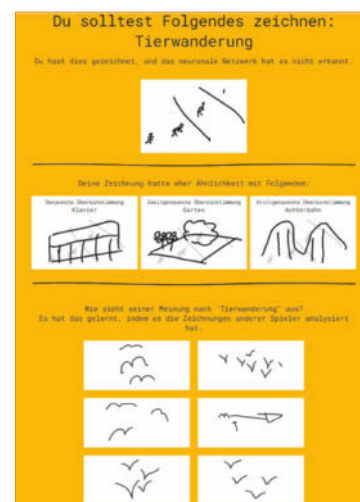 Du solltest Folgendes zeichnen:
Tierwanderung
Du hast dies gezeichnet, und das neuronale Netzwerk hat es nicht erkannt.
Deine Zeichnung hatte eher Ähnlichkeit mit Folgendem:
Genaueste Übereinstimmung
Klavier
Zweitgenaueste Übereinstimmung
Garten
Drittgenaueste Übereinstimmung
Achterbahn
Wie sieht seiner Meinung nach "Tierwanderung" aus?
Es hat das gelernt, indem es die Zeichnungen anderer Spieler analysiert
hat.